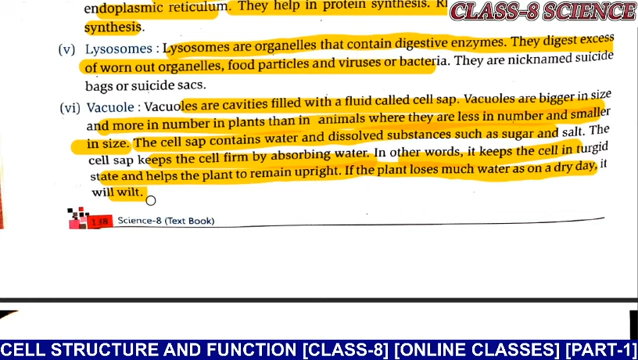 endoplasmic reticulum. They help in protein synthesis.
CLASS-8 SCIENCE
synthesis.
(v) Lysosomes : Lysosomes are organelles that contain digestive enzymes. They digest excess
of worn out organelles, food particles and viruses or bacteria. They are nicknamed suicide
bags or suicide sacs.
(vi) Vacuole : Vacuoles are cavities filled with a fluid called cell sap. Vacuoles are bigger in size
and more in number in plants than in animals where they are less in number and smaller
in size. The cell sap contains water and dissolved substances such as sugar and salt. The
cell sap keeps the cell firm by absorbing water. In other words, it keeps the cell in turgid
state and helps the plant to remain upright. If the plant loses much water as on a dry day, it
will wilt.
Science-8 (Text Book)
CELL STRUCTURE AND FUNCTION [CLASS-8] [ONLINE CLASSES] [PART-1]